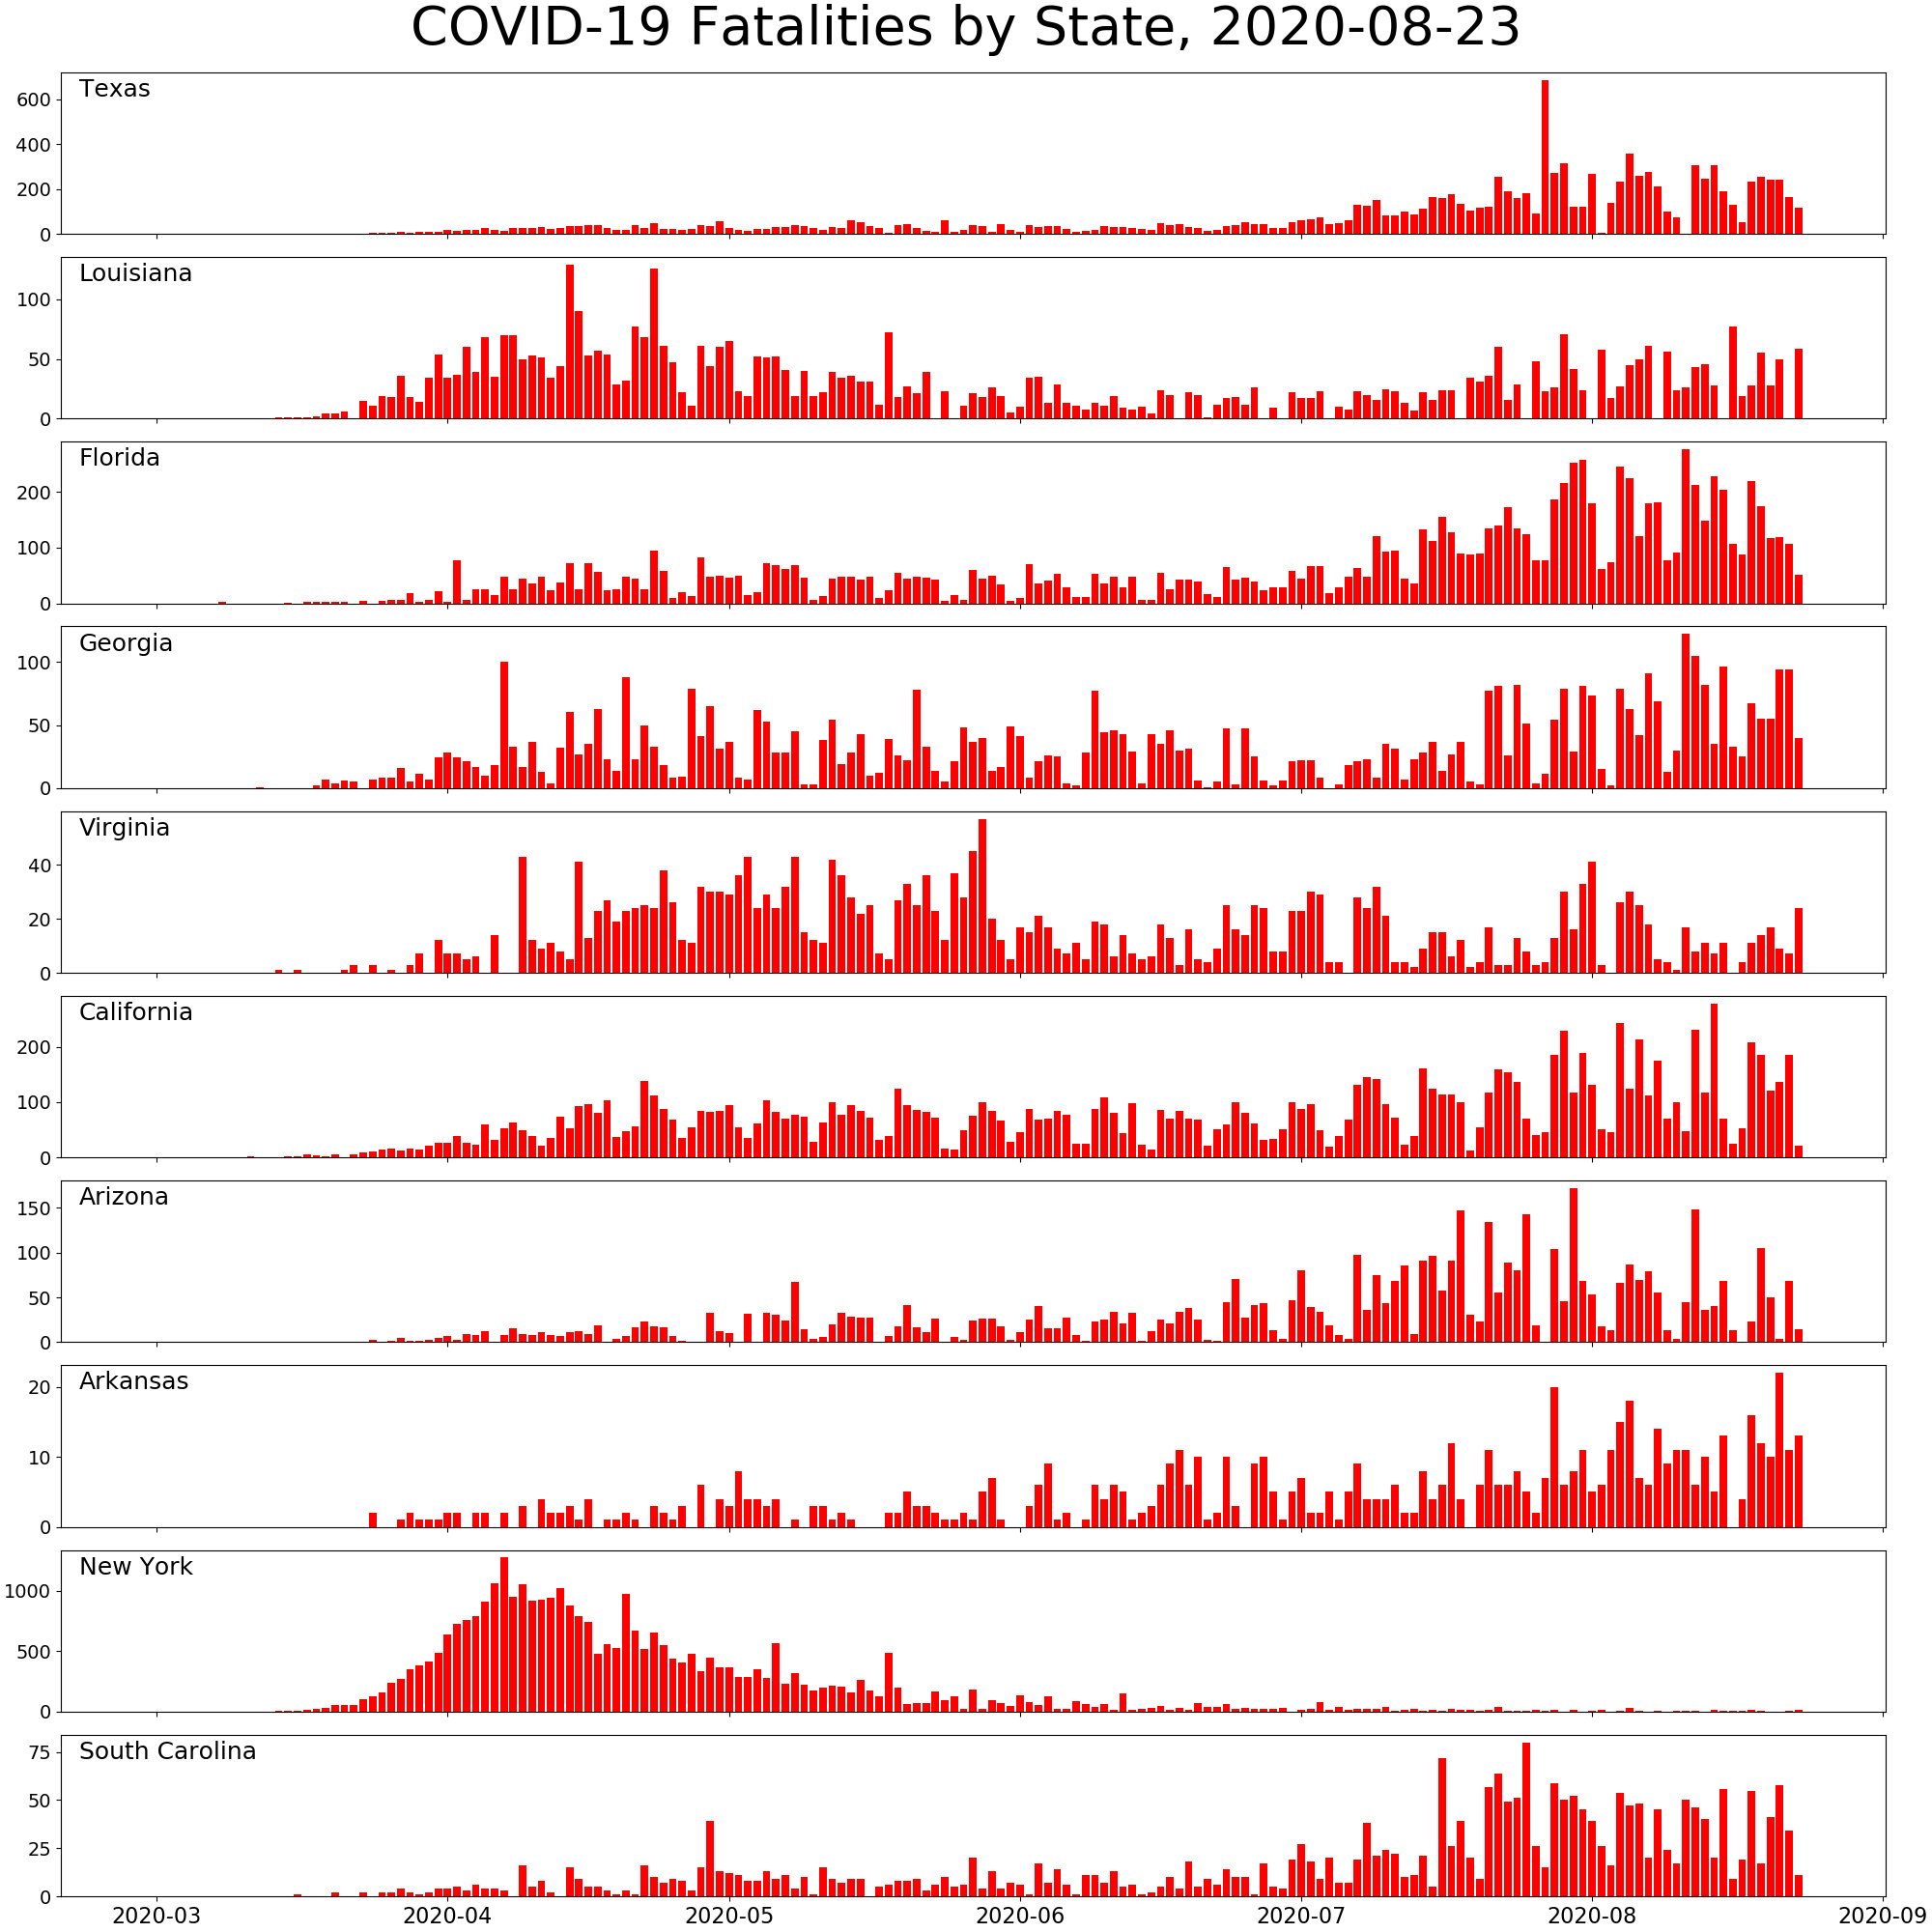 COVID-19 Fatalities by State, 2020-08-23
Texas
600
400
200
0
Louisiana
100
50
0
Florida
200
100
0
Georgia
100
50
0
Virginia
40
20
0
California
200
100
0
Arizona
150
100
50
0
Arkansas
20
10
0
New York
1000
500
0
South Carolina
75
50
25
0
2020-03 2020-04 2020-05 2020-06 2020-07 2020-08 2020-09